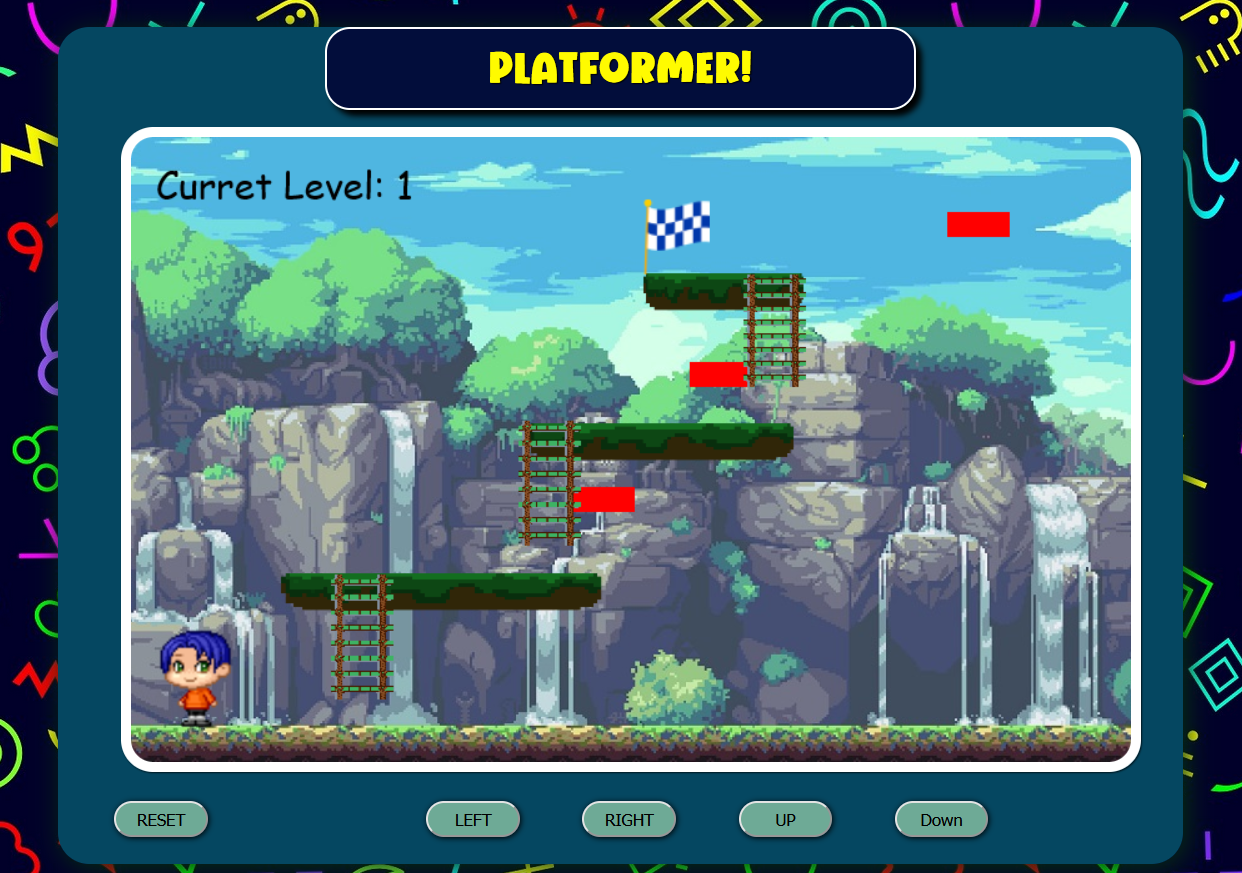 PLATFORMER!
Curret Level: 1
RESET
LEFT
RIGHT
UP
Down